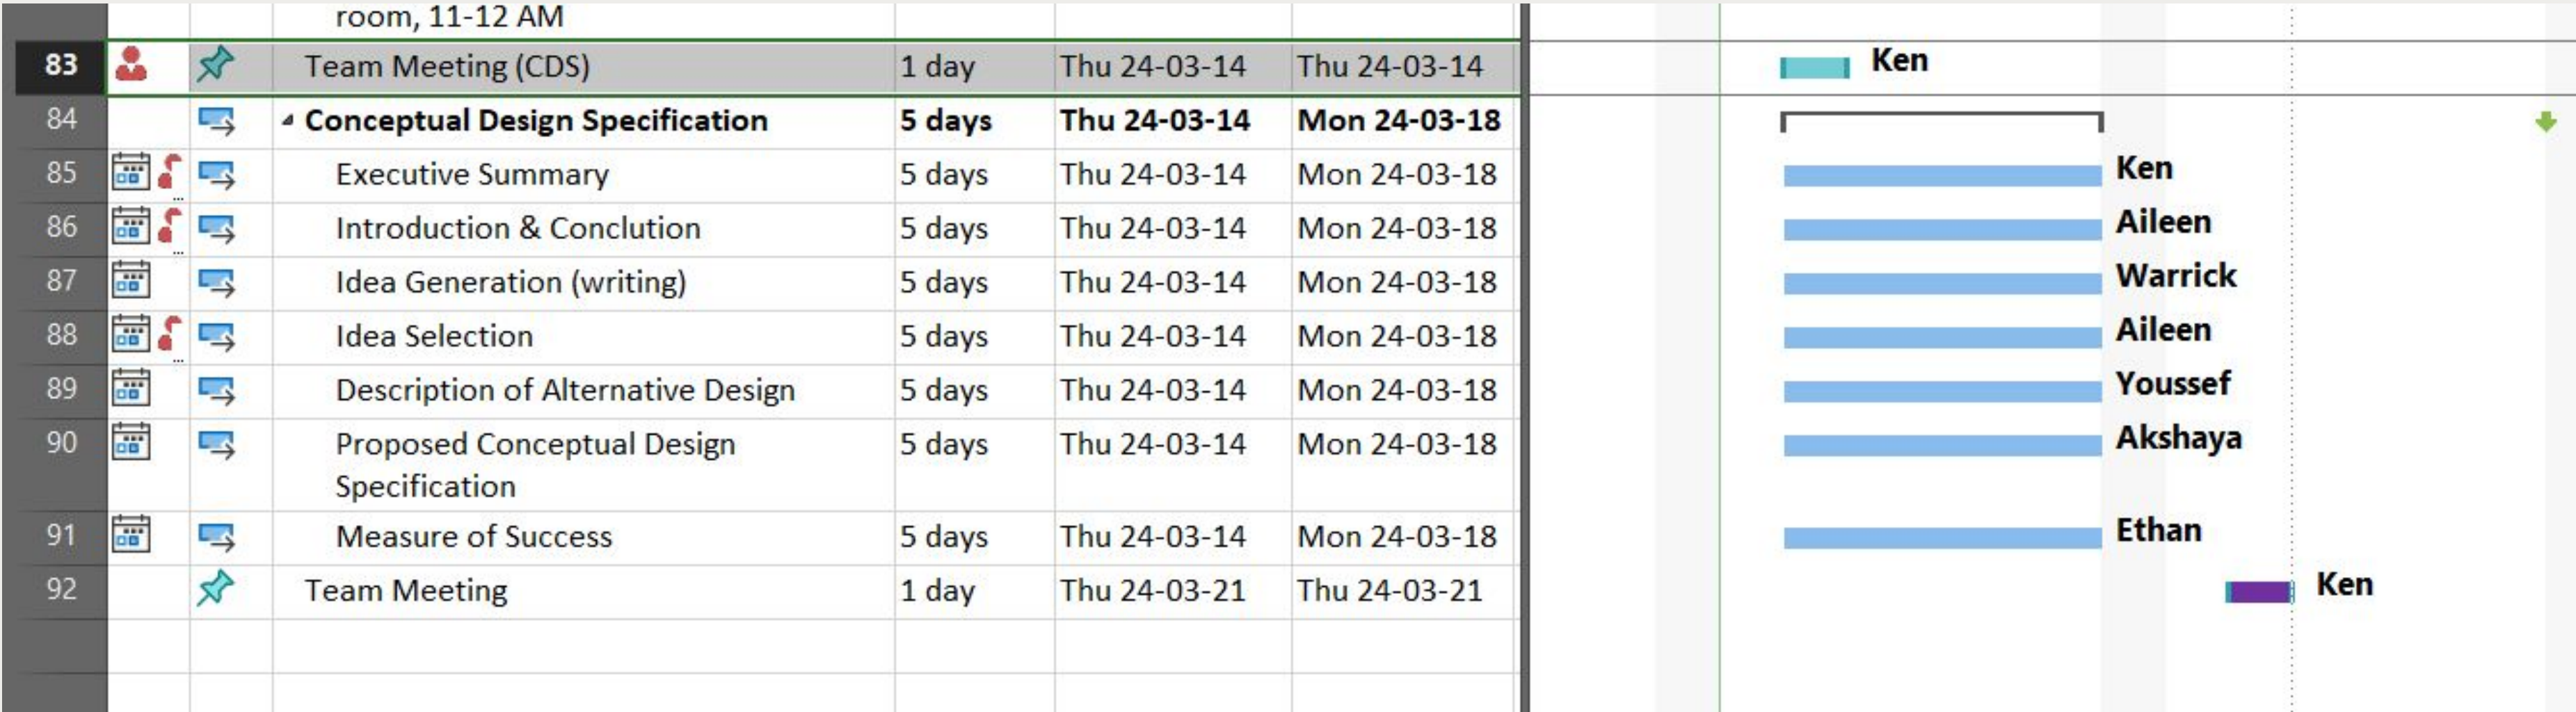 room, 11-12 AM
83 Team Meeting (CDS) 1 day Thu 24-03-14 Thu 24-03-14 Ken
84 Conceptual Design Specification 5 days Thu 24-03-14 Mon 24-03-18
85 Executive Summary 5 days Thu 24-03-14 Mon 24-03-18 Ken
86 Introduction & Conclution 5 days Thu 24-03-14 Mon 24-03-18 Aileen
87 Idea Generation (writing) 5 days Thu 24-03-14 Mon 24-03-18 Warrick
88 Idea Selection 5 days Thu 24-03-14 Mon 24-03-18 Aileen
89 Description of Alternative Design 5 days Thu 24-03-14 Mon 24-03-18 Youssef
90 Proposed Conceptual Design 5 days Thu 24-03-14 Mon 24-03-18 Akshaya
Specification
91 Measure of Success 5 days Thu 24-03-14 Mon 24-03-18 Ethan
92 Team Meeting 1 day Thu 24-03-21 Thu 24-03-21 Ken